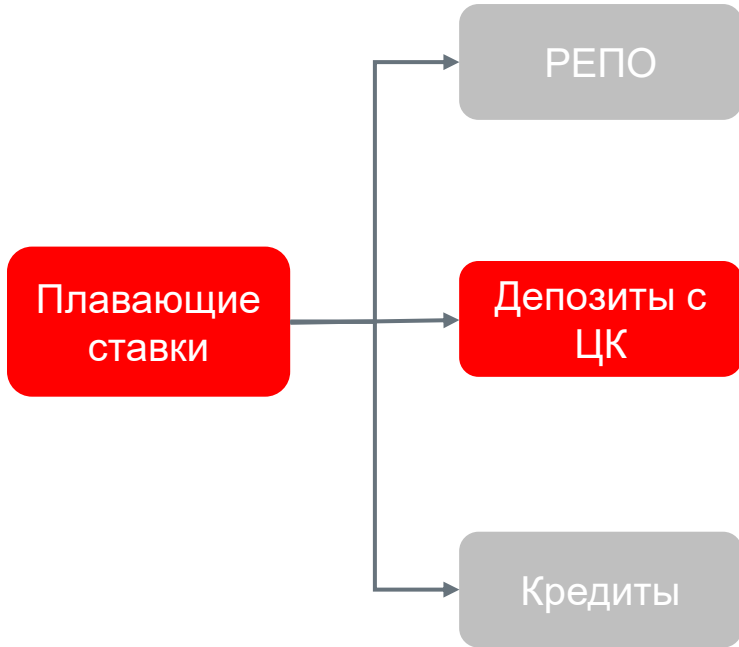 РЕПО
Плавающие
ставки
Депозиты с
ЦК
Кредиты